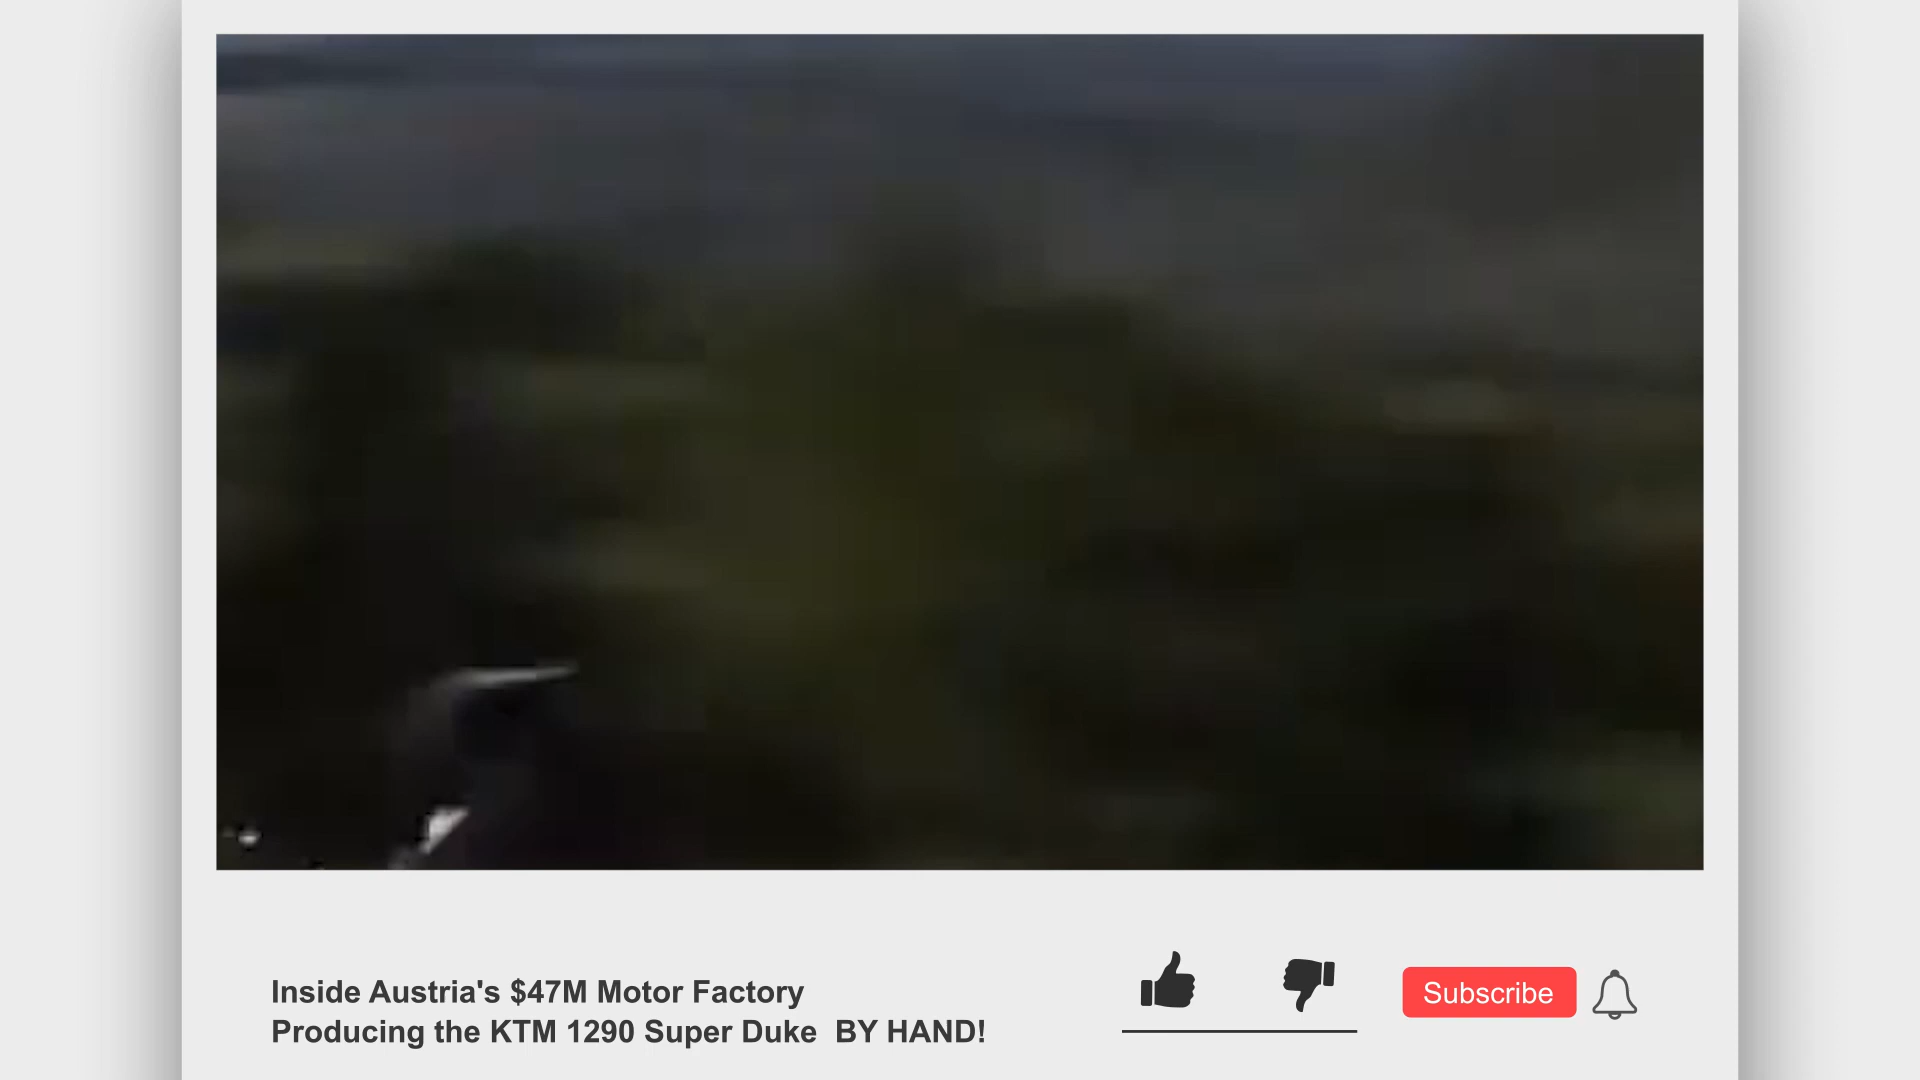 Inside Austria's $47M Motor Factory
Producing the KTM 1290 Super Duke  BY HAND!
Subscribe